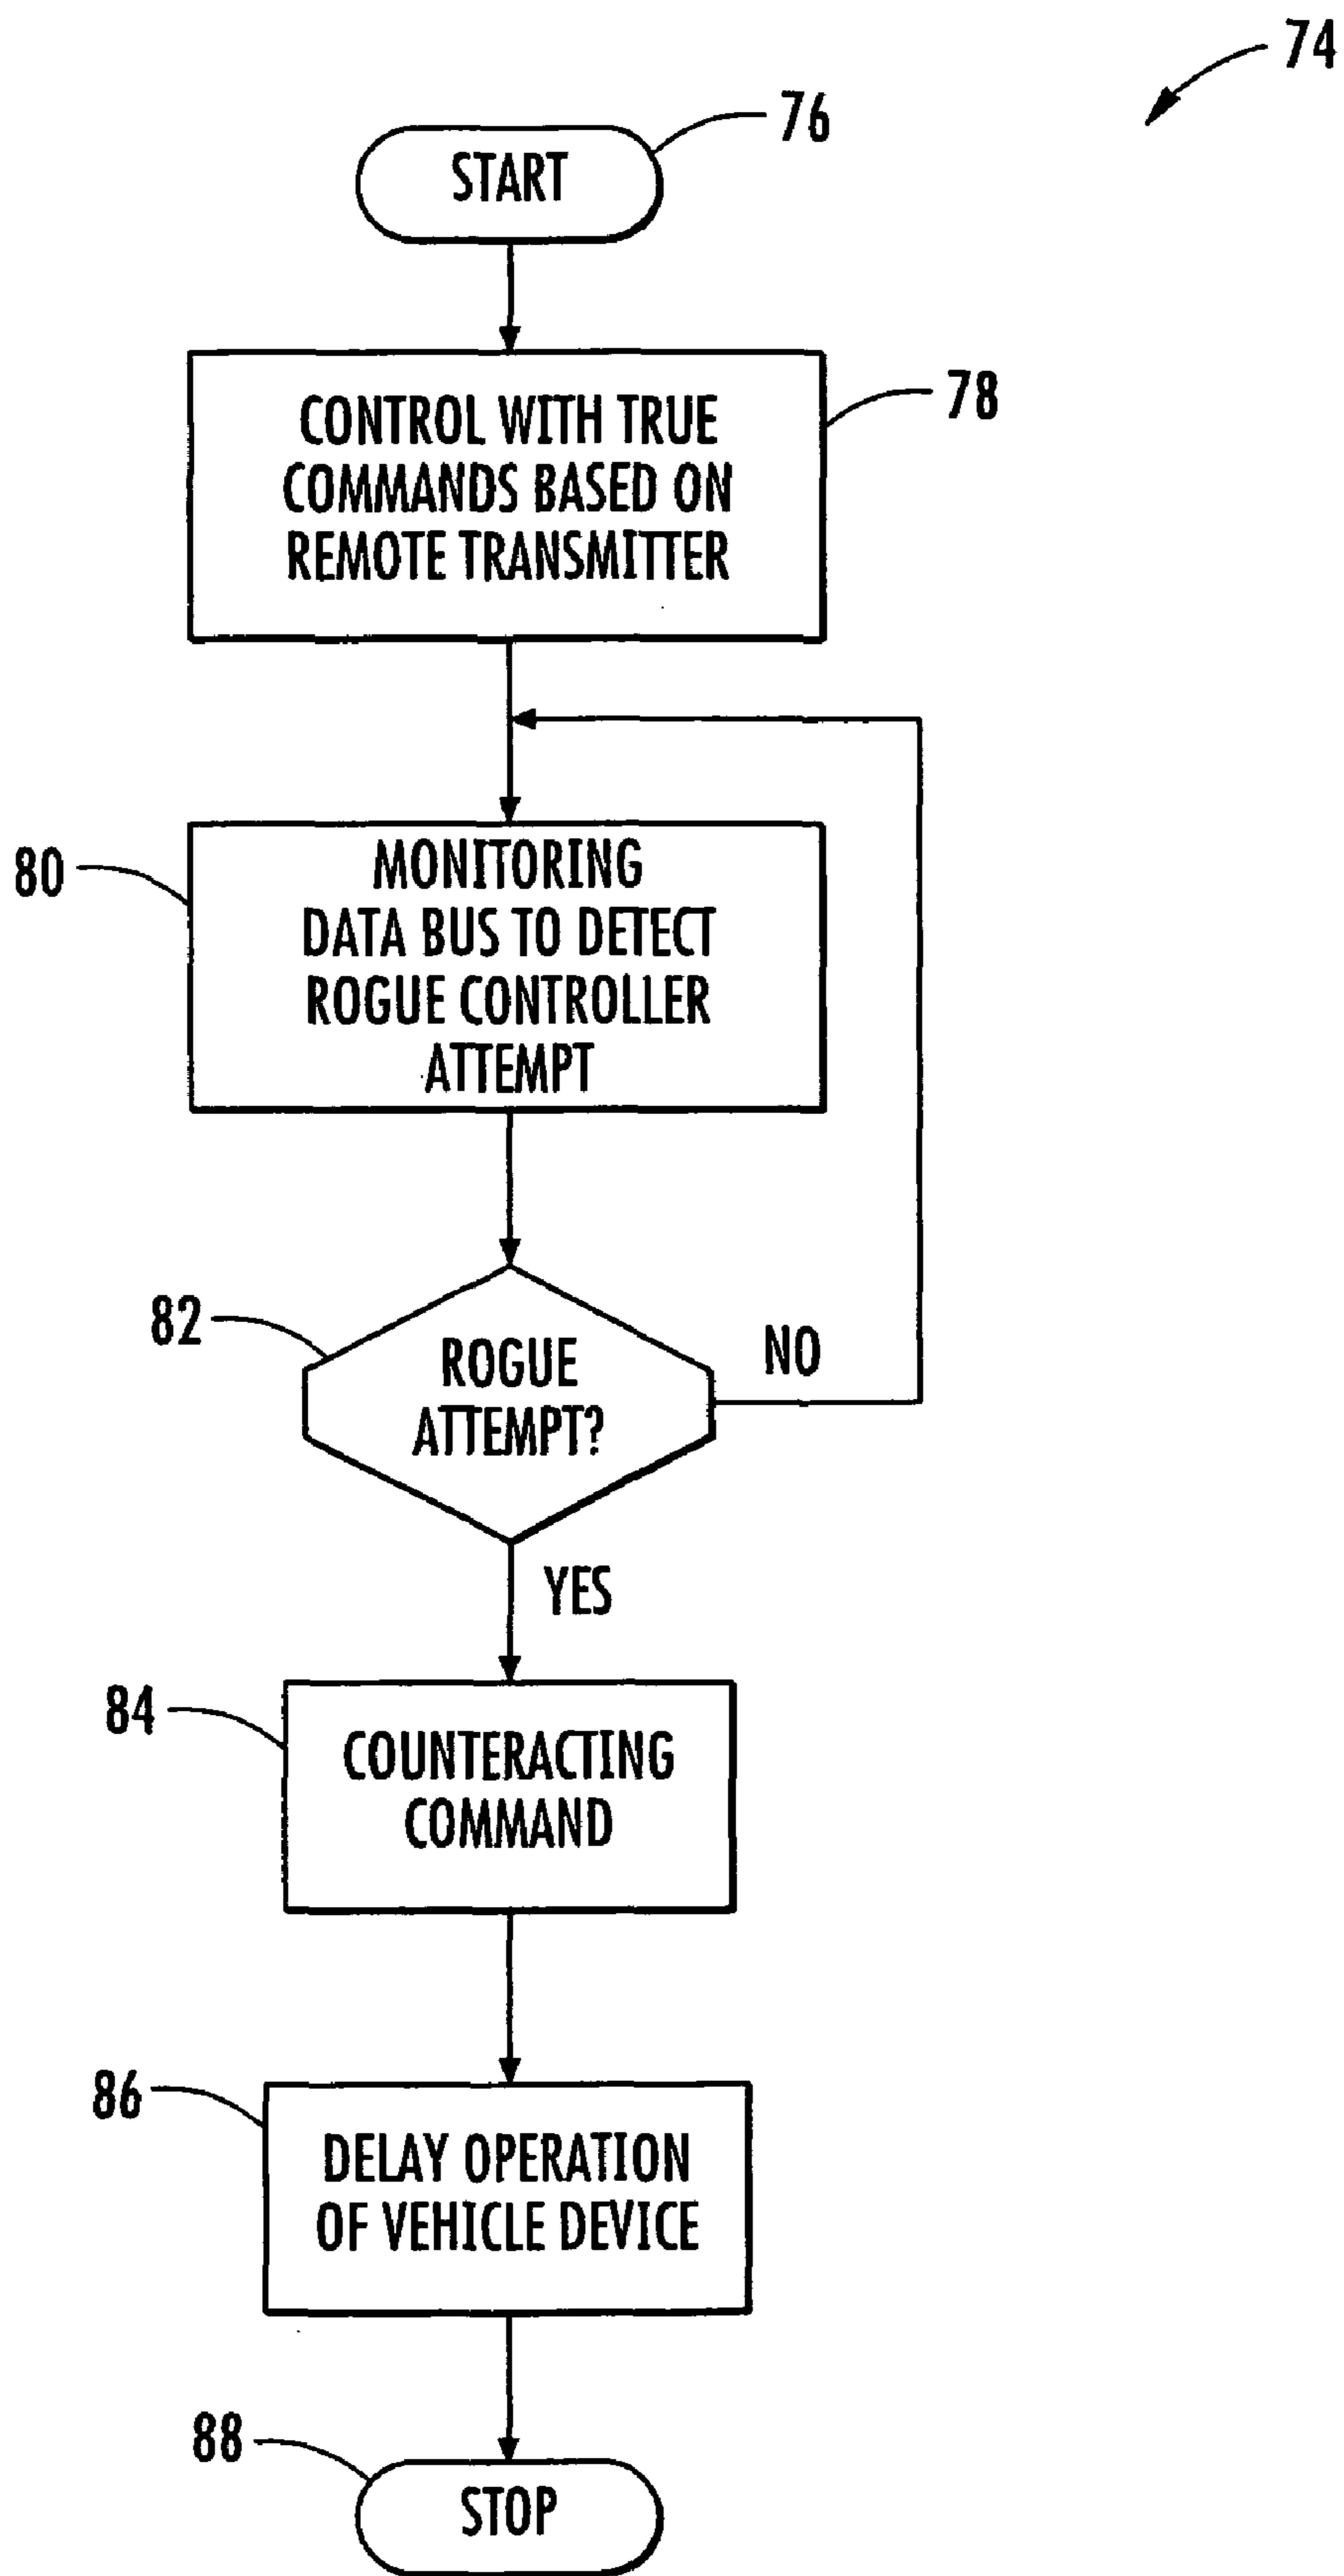 74
76
START
78
CONTROL WITH TRUE
COMMANDS BASED ON
REMOTE TRANSMITTER
80
MONITORING
DATA BUS TO DETECT
ROGUE CONTROLLER
ATTEMPT
82
ROGUE
ATTEMPT?
NO
YES
84
COUNTERACTING
COMMAND
86
DELAY OPERATION
OF VEHICLE DEVICE
88
STOP